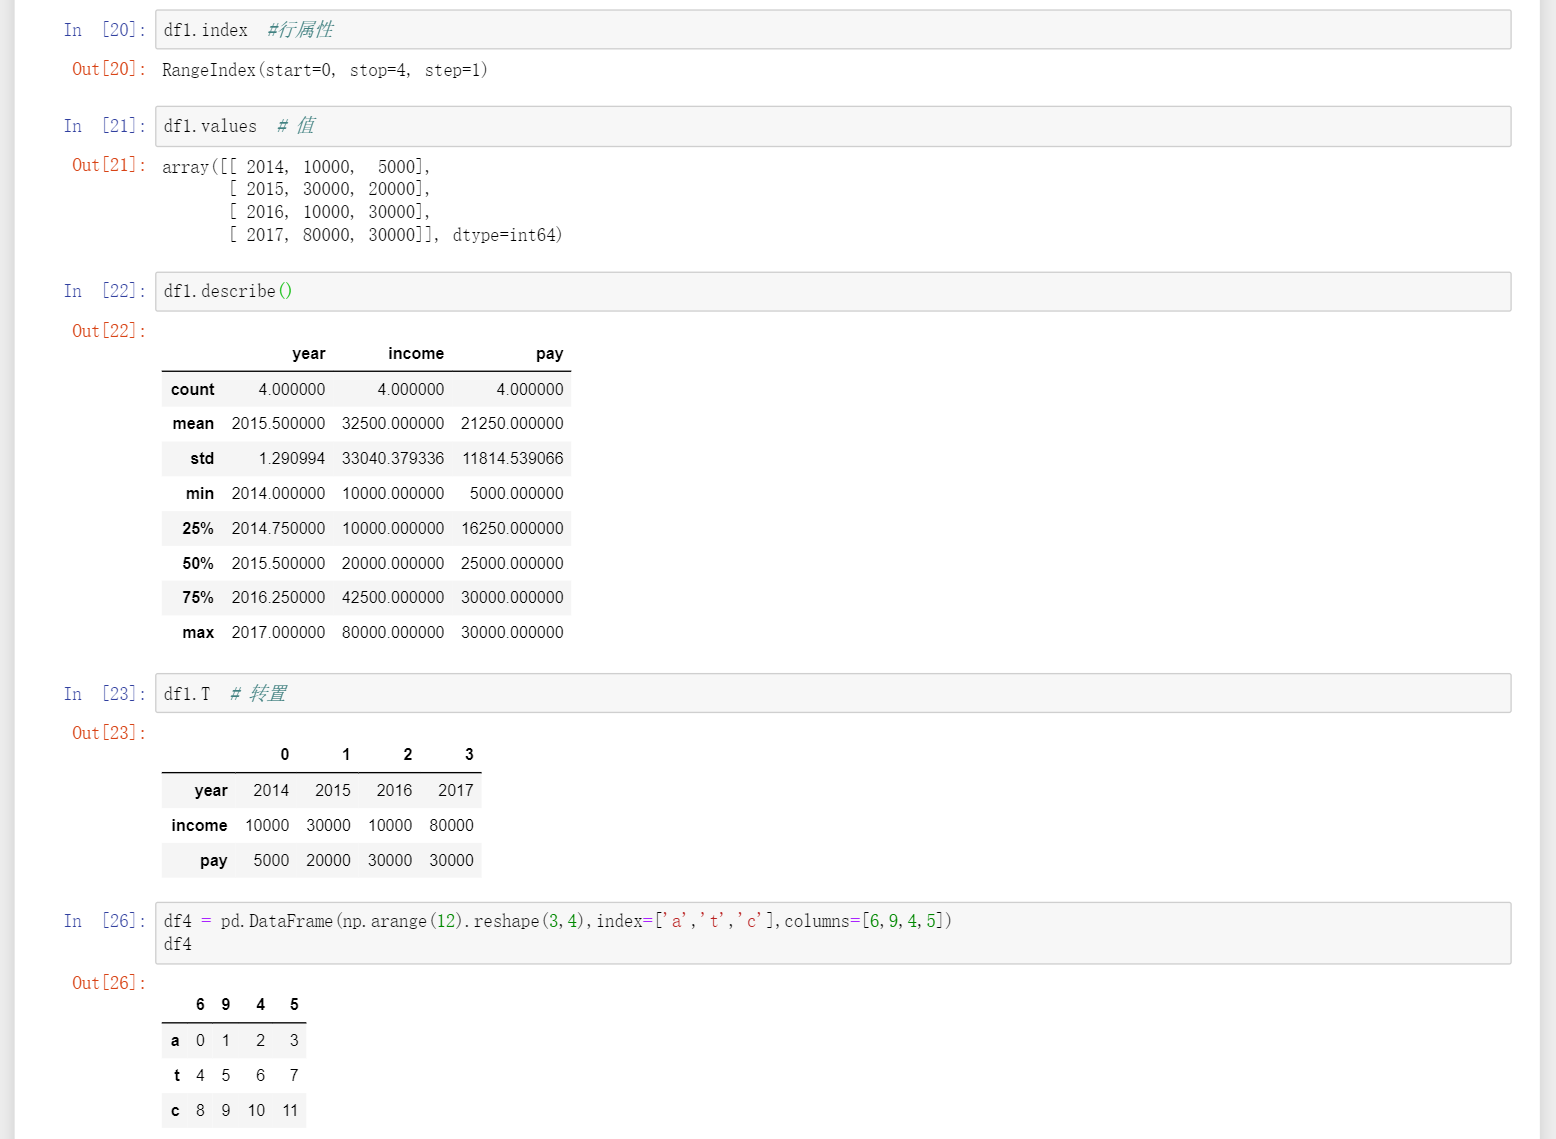 In [20]: df1.index #行属性
Out[20]: RangeIndex(start=0, stop=4, step=1)
In [21]: df1.values # 值
Out[21]: array([[ 2014, 10000,  5000],
[ 2015, 30000, 20000],
[ 2016, 10000, 30000],
[ 2017, 80000, 30000]], dtype=int64)
In [22]: df1.describe()
Out[22]:
year income pay
count 4.000000 4.000000 4.000000
mean 2015.500000 32500.000000 21250.000000
std 1.290994 33040.379336 11814.539066
min 2014.000000 10000.000000 5000.000000
25% 2014.750000 10000.000000 16250.000000
50% 2015.500000 20000.000000 25000.000000
75% 2016.250000 42500.000000 30000.000000
max 2017.000000 80000.000000 30000.000000
In [23]: df1.T # 转置
Out[23]:
0 1 2 3
year 2014 2015 2016 2017
income 10000 30000 10000 80000
pay 5000 20000 30000 30000
In [26]: df4 = pd.DataFrame(np.arange(12).reshape(3,4),index=['a','t','c'],columns=[6,9,4,5])
df4
Out[26]:
6 9 4 5
a 0 1 2 3
t 4 5 6 7
c 8 9 10 11